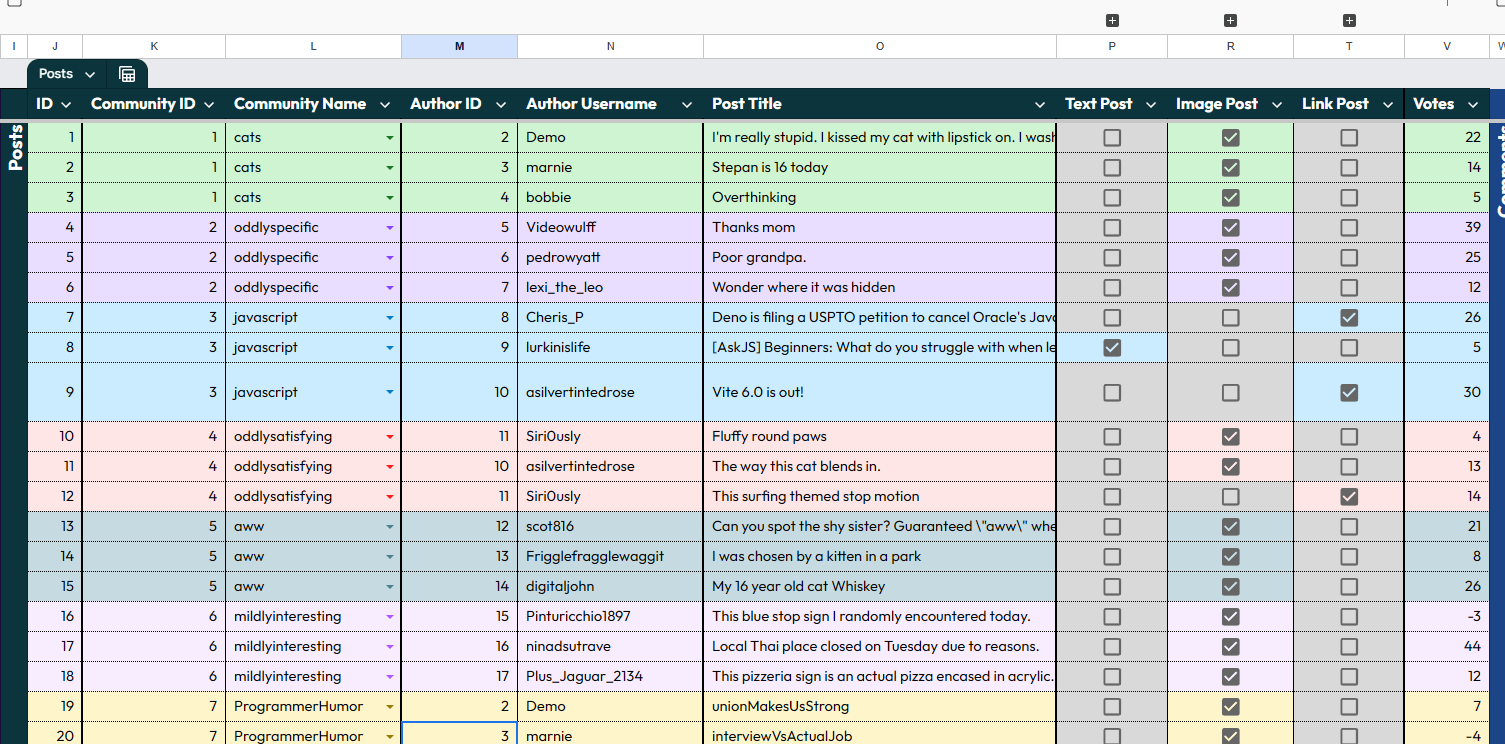 I J K L M N O P R T V W
Posts
ID Community ID Community Name Author ID Author Username Post Title Text Post Image Post Link Post Votes
Posts
Comments
1 1 cats 2 Demo I'm really stupid. I kissed my cat with lipstick on. I wash 22
2 1 cats 3 marnie Stepan is 16 today 14
3 1 cats 4 bobbie Overthinking 5
4 2 oddlyspecific 5 Videowulff Thanks mom 39
5 2 oddlyspecific 6 pedrowyatt Poor grandpa. 25
6 2 oddlyspecific 7 lexi_the_leo Wonder where it was hidden 12
7 3 javascript 8 Cheris_P Deno is filing a USPTO petition to cancel Oracle's Java 26
8 3 javascript 9 lurkinislife [AskJS] Beginners: What do you struggle with when le 5
9 3 javascript 10 asilvertintedrose Vite 6.0 is out! 30
10 4 oddlysatisfying 11 Siri0usly Fluffy round paws 4
11 4 oddlysatisfying 10 asilvertintedrose The way this cat blends in. 13
12 4 oddlysatisfying 11 Siri0usly This surfing themed stop motion 14
13 5 aww 12 scot816 Can you spot the shy sister? Guaranteed \"aww\" whe 21
14 5 aww 13 Frigglefragglewaggit I was chosen by a kitten in a park 8
15 5 aww 14 digitaljohn My 16 year old cat Whiskey 26
16 6 mildlyinteresting 15 Pinturicchio1897 This blue stop sign I randomly encountered today. -3
17 6 mildlyinteresting 16 ninadsutrave Local Thai place closed on Tuesday due to reasons. 44
18 6 mildlyinteresting 17 Plus_Jaguar_2134 This pizzeria sign is an actual pizza encased in acrylic. 12
19 7 ProgrammerHumor 2 Demo unionMakesUsStrong 7
20 7 ProgrammerHumor 3 marnie interviewVsActualJob -4